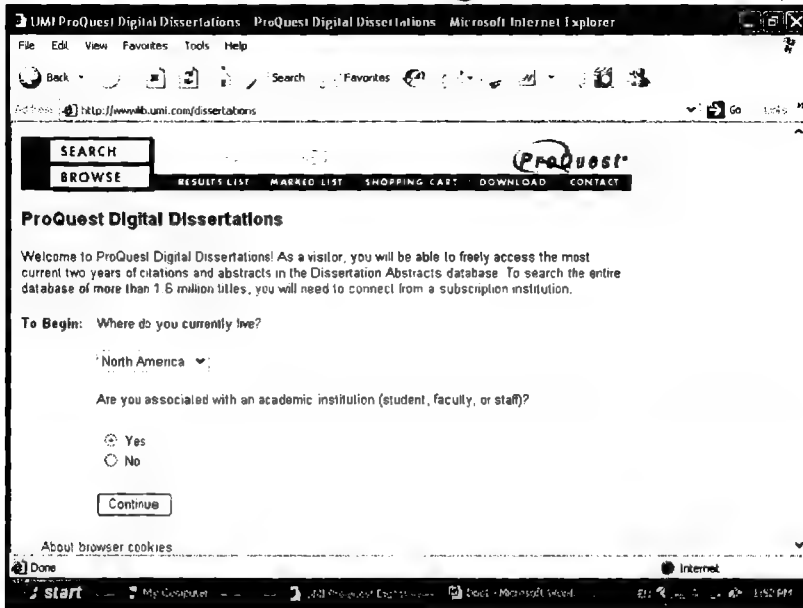 UMI ProQuest Digital Dissertations ProQuest Digital Dissertations Microsoft Internet Explorer
File Edit View Favorites Tools Help
Back Search Favorites
Address http://wwwlib.umi.com/dissertations Go Links
SEARCH
ProQuest
BROWSE
RESULTS LIST MARKED LIST SHOPPING CART DOWNLOAD CONTACT
ProQuest Digital Dissertations
Welcome to ProQuest Digital Dissertations! As a visitor, you will be able to freely access the most
current two years of citations and abstracts in the Dissertation Abstracts database. To search the entire
database of more than 1.6 million titles, you will need to connect from a subscription institution.
To Begin: Where do you currently live?
North America
Are you associated with an academic institution (student, faculty, or staff)?
Yes
No
Continue
About browser cookies
Done Internet
start My Computer Doc1 - Microsoft Word 1:52 PM